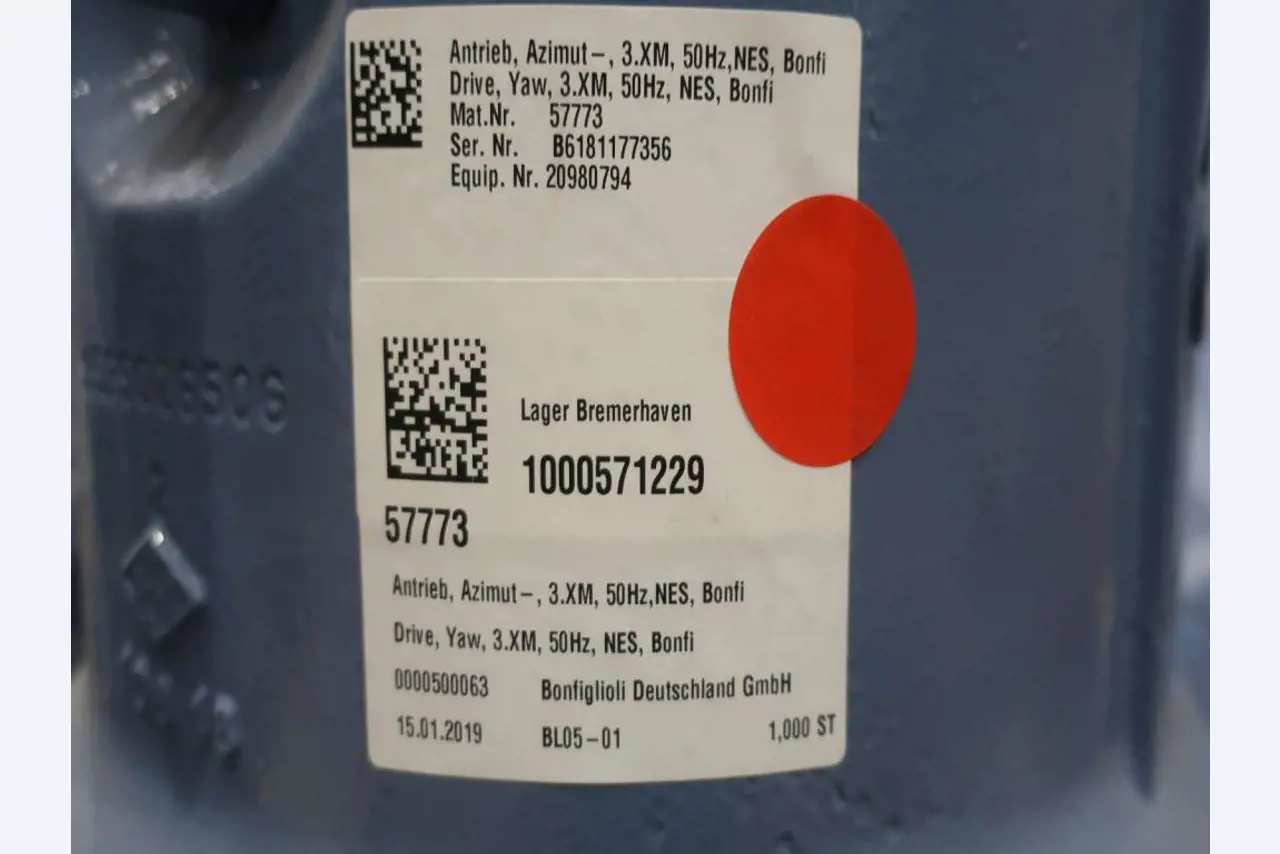 Antrieb, Azimut-, 3.XM, 50Hz,NES, Bonfi
Drive, Yaw, 3.XM, 50Hz, NES, Bonfi
Mat.Nr. 57773
Ser. Nr. B6181177356
Equip. Nr. 20980794
Lager Bremerhaven
1000571229
57773
Antrieb, Azimut-, 3.XM, 50Hz,NES, Bonfi
Drive, Yaw, 3.XM, 50Hz, NES, Bonfi
0000500063 Bonfiglioli Deutschland GmbH
15.01.2019 BL05-01 1,000 ST